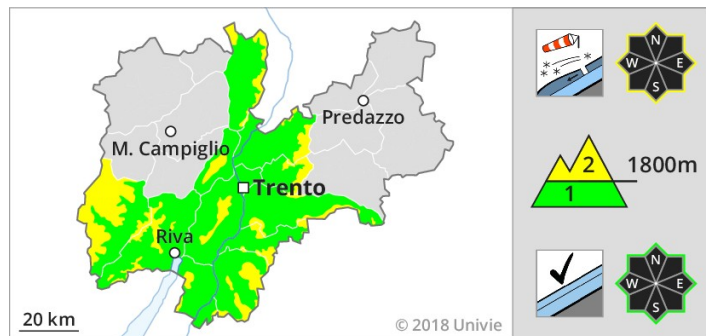 M. Campiglio
Predazzo
Trento
Riva
20 km
© 2018 Univie
N
W E
S
2 1800m
1
N
W E
S